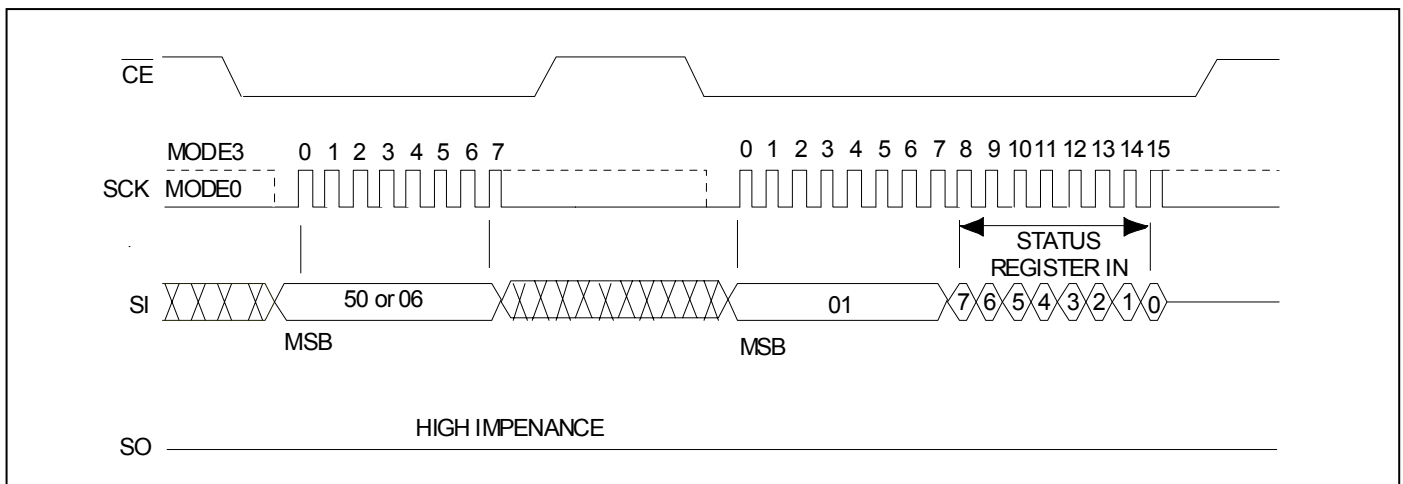 CE
MODE3 0 1 2 3 4 5 6 7 0 1 2 3 4 5 6 7 8 9 10 11 12 13 14 15
SCK MODE0
STATUS
REGISTER IN
SI 50 or 06 01 7 6 5 4 3 2 1 0
MSB MSB
HIGH IMPENANCE
SO